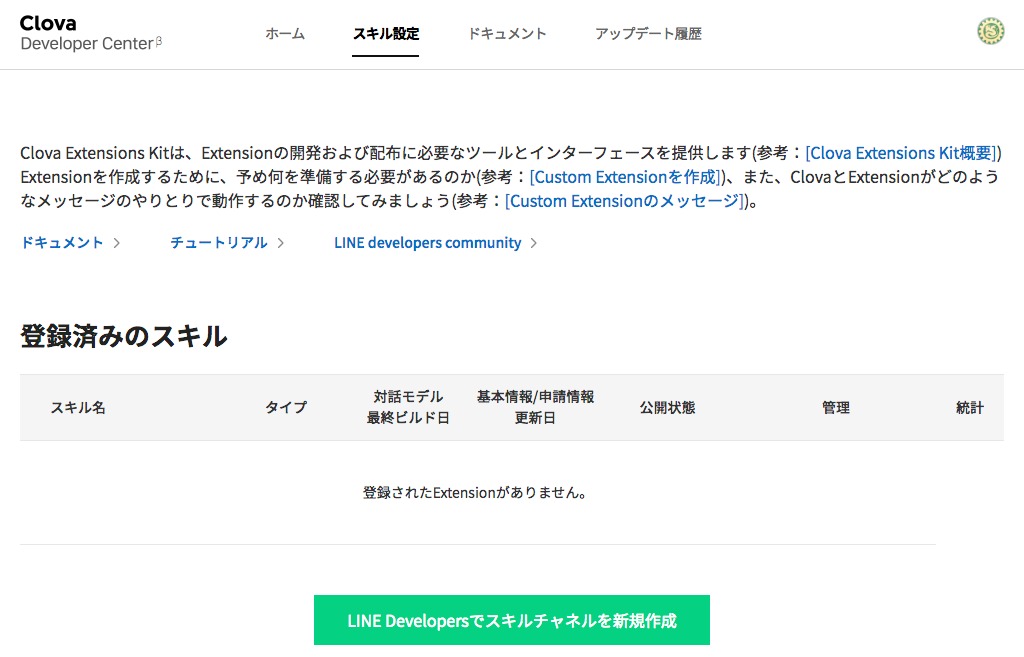 Clova
Developer Center β
ホーム
スキル設定
ドキュメント
アップデート履歴
Clova Extensions Kitは、Extensionの開発および配布に必要なツールとインターフェースを提供します(参考：[Clova Extensions Kit概要])
Extensionを作成するために、予め何を準備する必要があるのか(参考：[Custom Extensionを作成])、また、ClovaとExtensionがどのよう
なメッセージのやりとりで動作するのか確認してみましょう(参考：[Custom Extensionのメッセージ])。
ドキュメント
チュートリアル
LINE developers community
登録済みのスキル
スキル名
タイプ
対話モデル
最終ビルド日
基本情報/申請情報
更新日
公開状態
管理
統計
登録されたExtensionがありません。
LINE Developersでスキルチャネルを新規作成